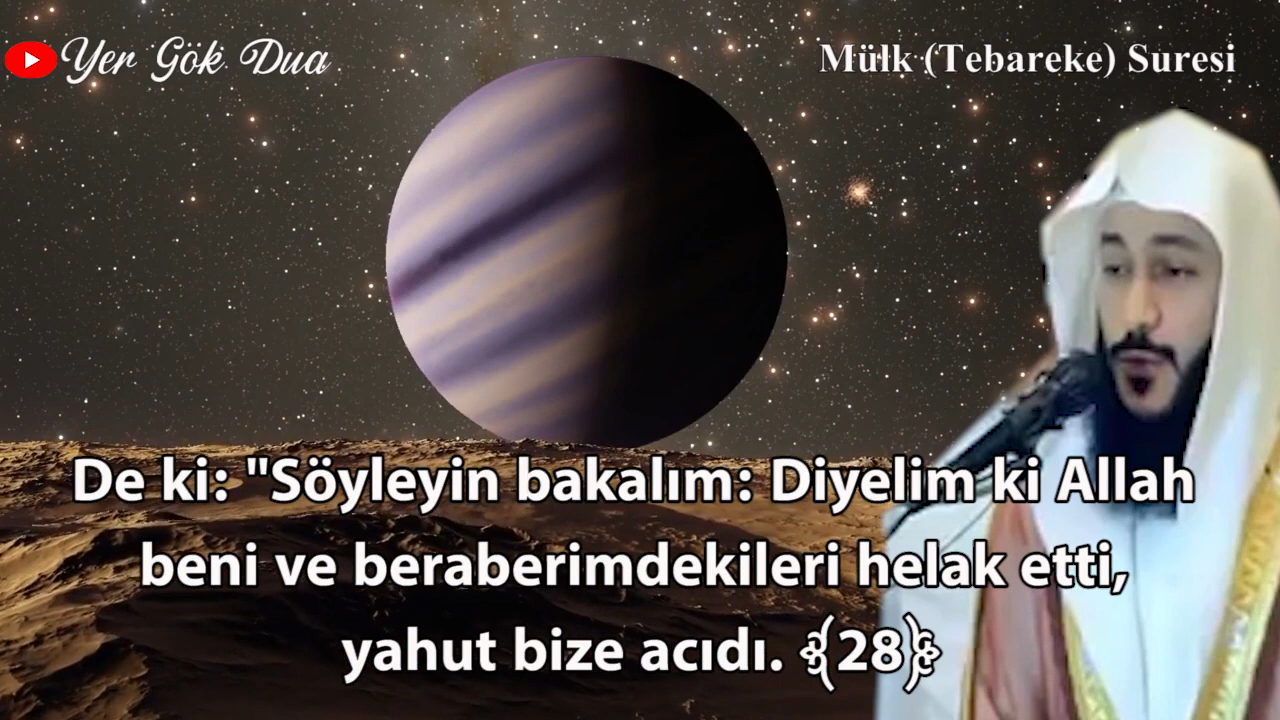 Yer Gök Dua
Mülk (Tebareke) Suresi
De ki: "Söyleyin bakalım: Diyelim ki Allah
beni ve beraberimdekileri helak etti,
yahut bize acıdı. ﴾28﴿